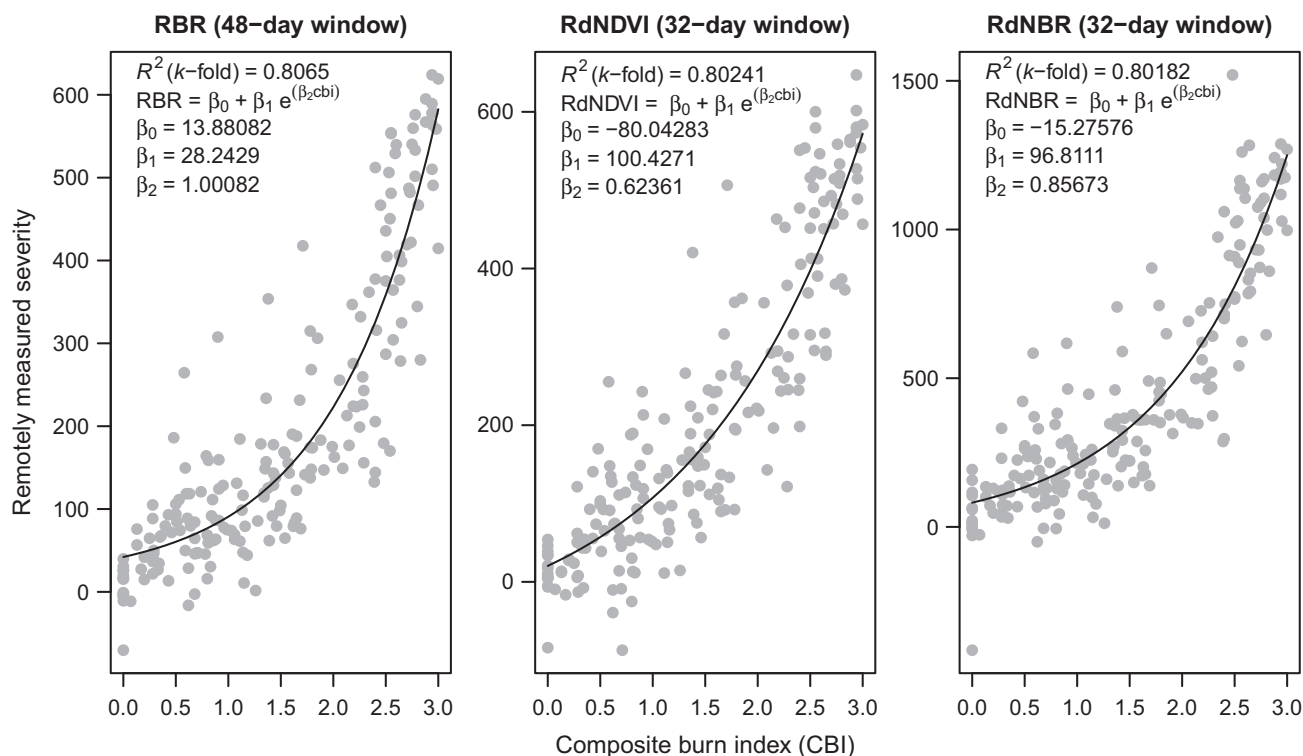 RBR (48−day window)
R² (k−fold) = 0.8065
RBR = β₀ + β₁ e^(β₂cbi)
β₀ = 13.88082
β₁ = 28.2429
β₂ = 1.00082
RdNDVI (32−day window)
R² (k−fold) = 0.80241
RdNDVI = β₀ + β₁ e^(β₂cbi)
β₀ = −80.04283
β₁ = 100.4271
β₂ = 0.62361
RdNBR (32−day window)
R² (k−fold) = 0.80182
RdNBR = β₀ + β₁ e^(β₂cbi)
β₀ = −15.27576
β₁ = 96.8111
β₂ = 0.85673
Remotely measured severity
600
500
400
300
200
100
0
600
400
200
0
1500
1000
500
0
0.0 0.5 1.0 1.5 2.0 2.5 3.0
0.0 0.5 1.0 1.5 2.0 2.5 3.0
0.0 0.5 1.0 1.5 2.0 2.5 3.0
Composite burn index (CBI)